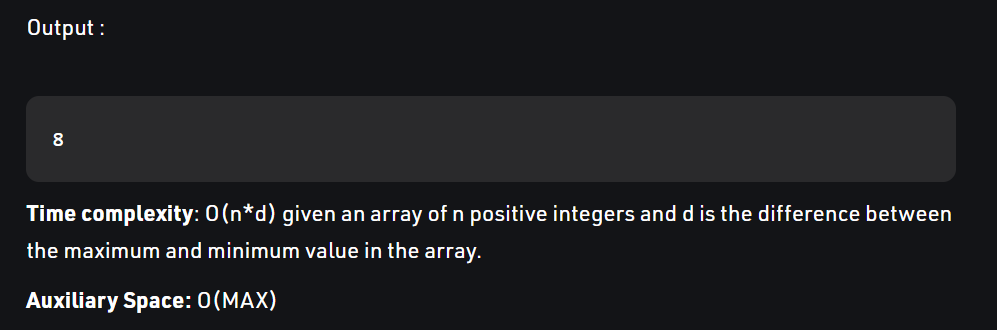 Output :
8
Time complexity: O(n*d) given an array of n positive integers and d is the difference between
the maximum and minimum value in the array.
Auxiliary Space: O(MAX)